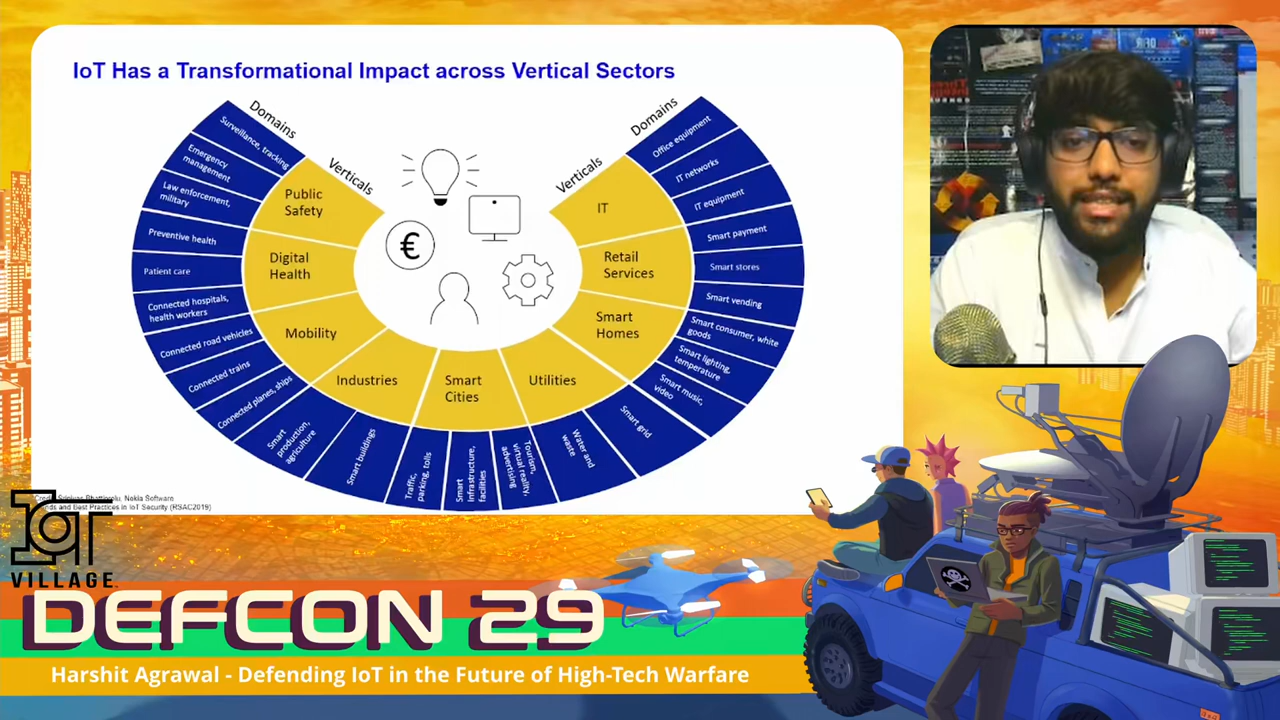 IoT Has a Transformational Impact across Vertical Sectors
Domains
Verticals
Surveillance, tracking
Emergency
management
Law enforcement,
military
Preventive health
Patient care
Connected hospitals,
health workers
Connected road vehicles
Connected trains
Connected planes, ships
Smart
production,
agriculture
Smart buildings
Traffic,
parking, tolls
Smart
infrastructure,
facilities
Tourism,
virtual reality,
advertising
Water and
waste
Smart grid
Smart music,
video
Smart lighting,
temperature
Smart consumer, white
goods
Smart vending
Smart stores
Smart payment
IT equipment
IT networks
Office equipment
Domains
Verticals
Public
Safety
Digital
Health
Mobility
Industries
Smart
Cities
Utilities
Smart
Homes
Retail
Services
IT
€
Nokia Software
and Best Practices in IoT Security (RSAC2019)
IoT
VILLAGE
DEFCON 29
Harshit Agrawal - Defending IoT in the Future of High-Tech Warfare